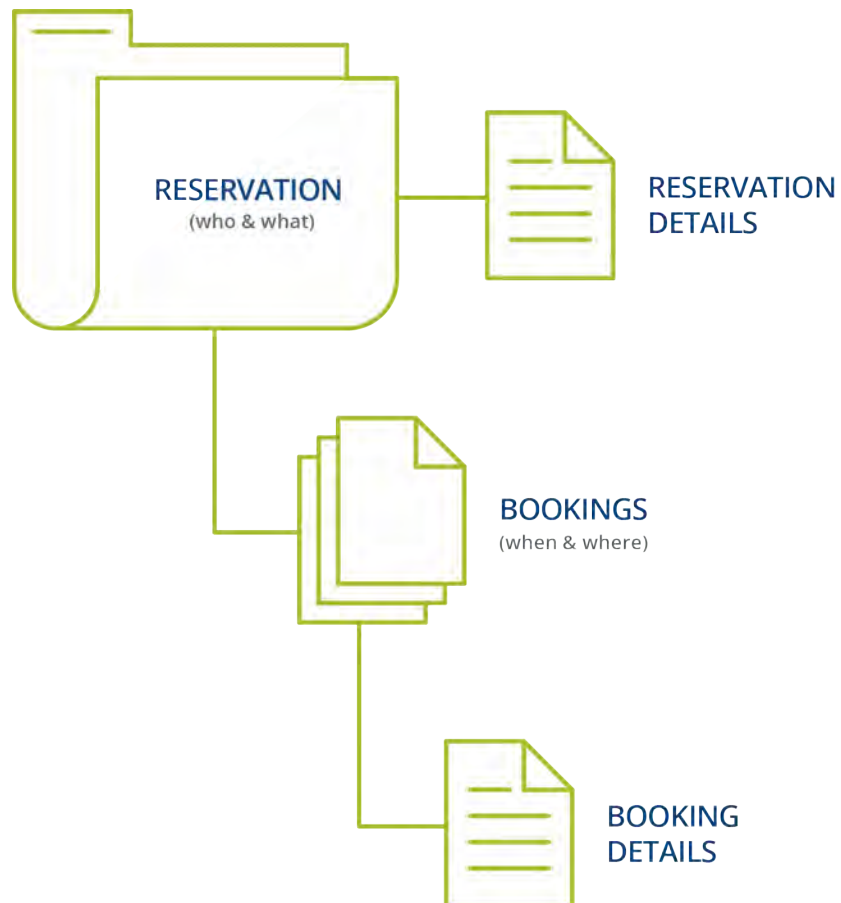 RESERVATION
(who & what)
RESERVATION
DETAILS
BOOKINGS
(when & where)
BOOKING
DETAILS